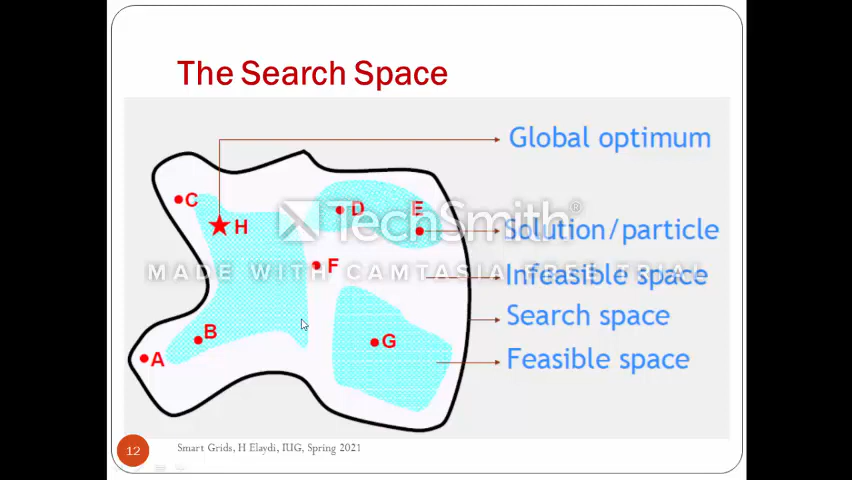 The Search Space
Global optimum
C
H
D
E
TechSmith®
Solution/particle
MADE WITH CAMTASIA FREE TRIAL
F
Infeasible space
Search space
B
G
A
Feasible space
12
Smart Grids, H Elaydi, IUG, Spring 2021